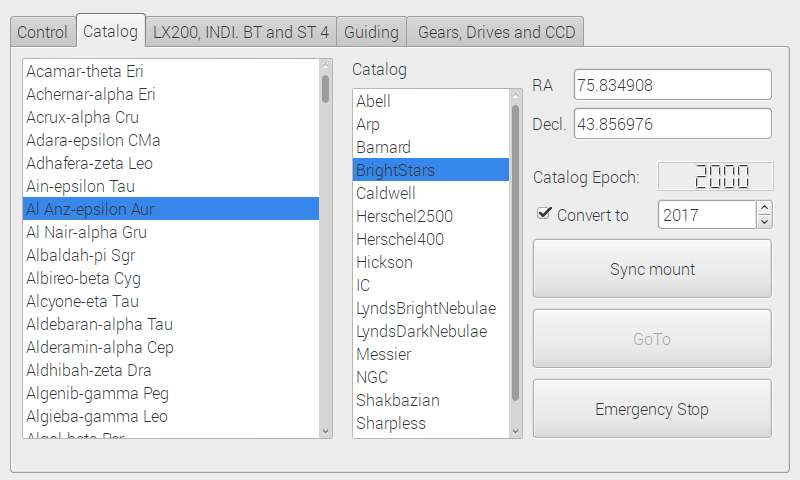 Control
Catalog
LX200, INDI. BT and ST 4
Guiding
Gears, Drives and CCD
Acamar-theta Eri
Achernar-alpha Eri
Acrux-alpha Cru
Adara-epsilon CMa
Adhafera-zeta Leo
Ain-epsilon Tau
Al Anz-epsilon Aur
Al Nair-alpha Gru
Albaldah-pi Sgr
Albireo-beta Cyg
Alcyone-eta Tau
Aldebaran-alpha Tau
Alderamin-alpha Cep
Aldhibah-zeta Dra
Algenib-gamma Peg
Algieba-gamma Leo
Algol-beta Per
Catalog
Abell
Arp
Barnard
BrightStars
Caldwell
Herschel2500
Herschel400
Hickson
IC
LyndsBrightNebulae
LyndsDarkNebulae
Messier
NGC
Shakbazian
Sharpless
RA 75.834908
Decl. 43.856976
Catalog Epoch: 2000
Convert to 2017
Sync mount
GoTo
Emergency Stop